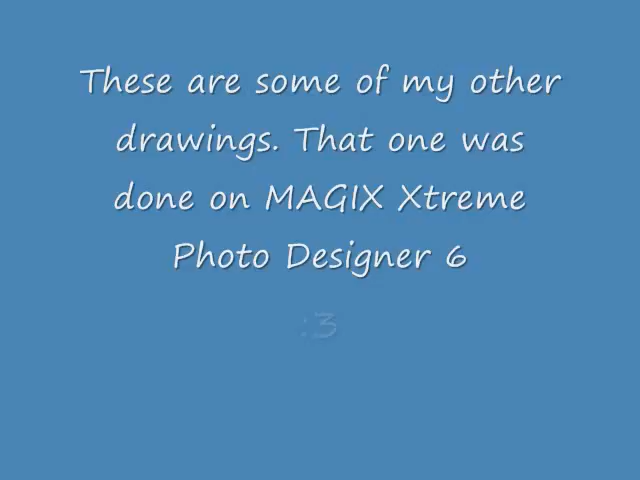 These are some of my other
drawings. That one was
done on MAGIX Xtreme
Photo Designer 6
:3